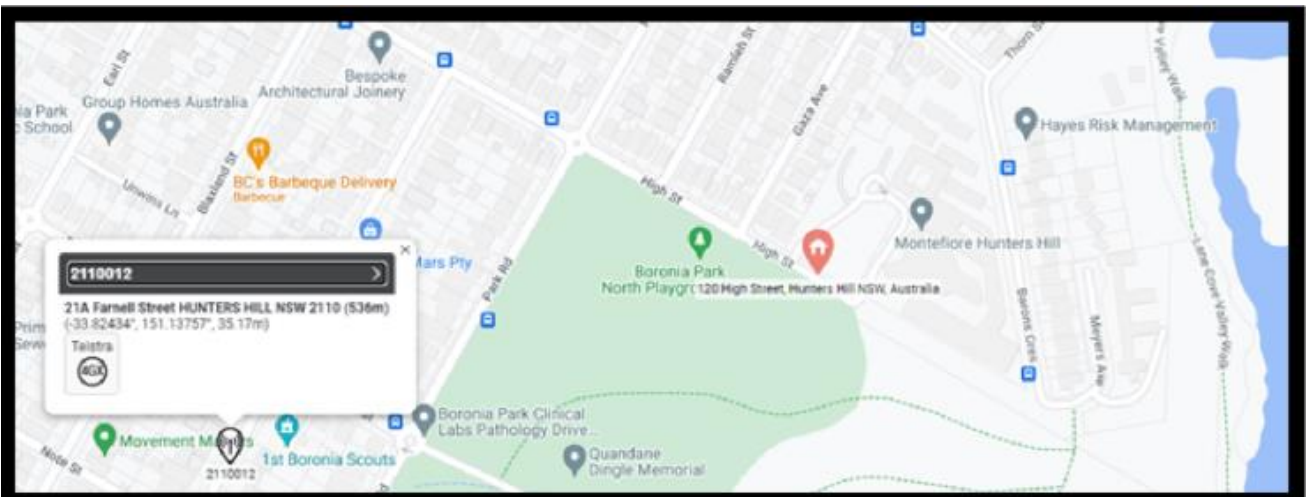 Earl St
Group Homes Australia
Bespoke
Architectural Joinery
ia Park
School
Unwins Ln
Blaxland St
BC's Barbeque Delivery
Barbecue
Mars Pty
Park Rd
High St
Ramleh St
Gaza Ave
Thorn S
Valley Walk
Hayes Risk Management
Montefiore Hunters Hill
High St
Boronia Park
North Playgr
120 High Street, Hunters Hill NSW, Australia
Barons Cres
Meyers Ave
Lane Cove Valley Walk
2110012
21A Farnell Street HUNTERS HILL NSW 2110 (536m)
(-33.82434°, 151.13757°, 35.17m)
Telstra
4GX
Prim
Sew
Movement M
s
2110012
1st Boronia Scouts
Boronia Park Clinical
Labs Pathology Drive...
Quandane
Dingle Memorial